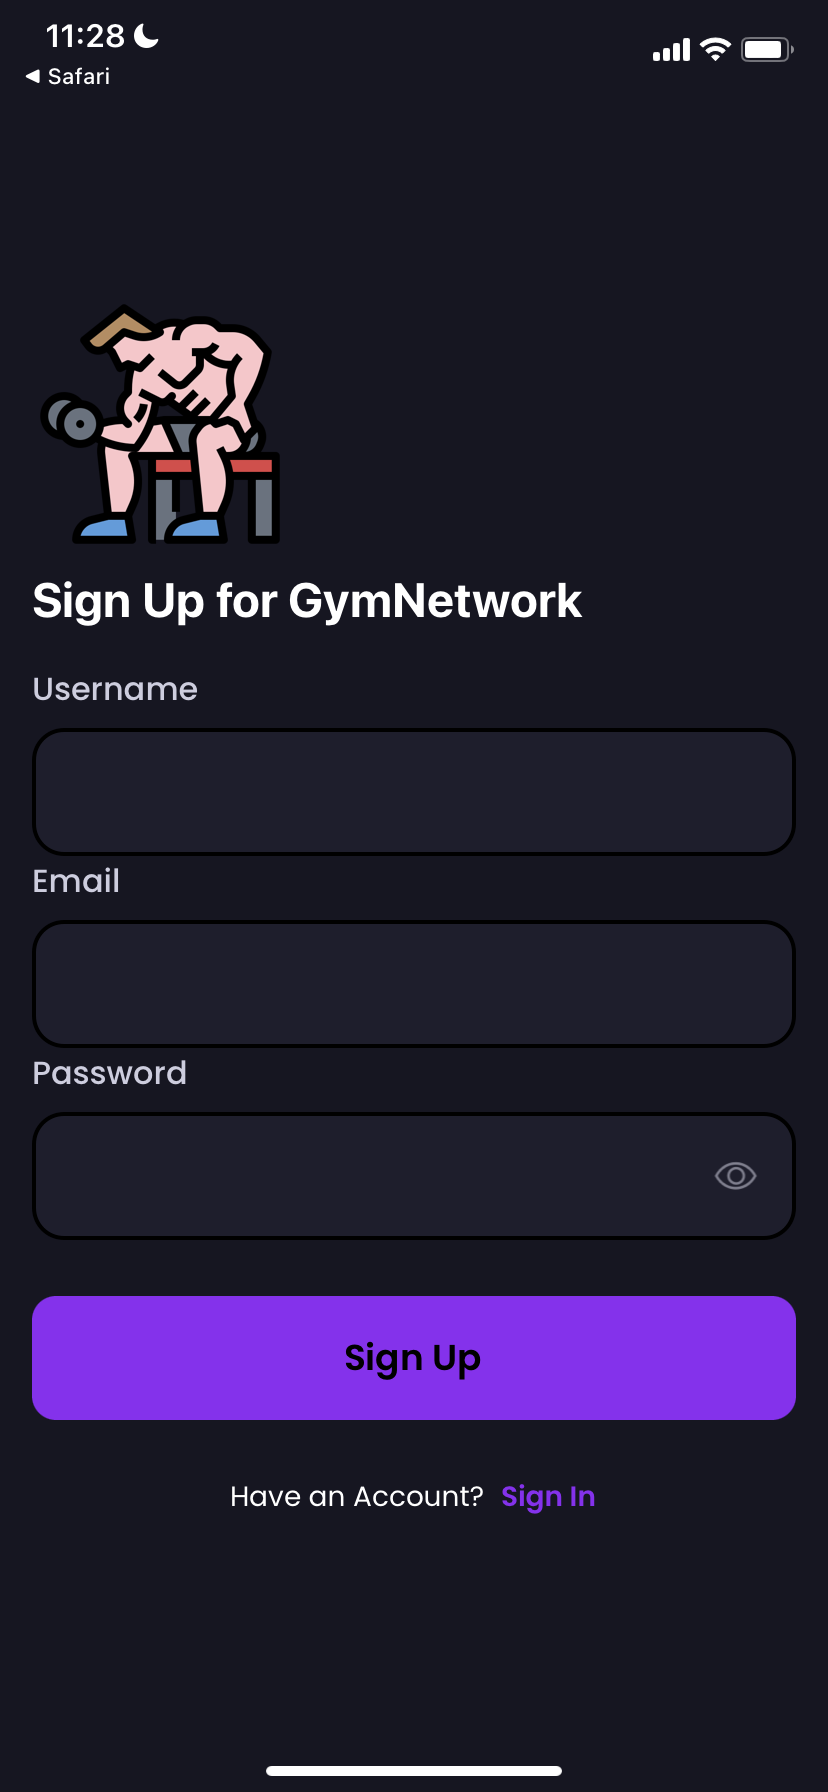 11:28
◀ Safari
Sign Up for GymNetwork
Username
Email
Password
Sign Up
Have an Account? Sign In